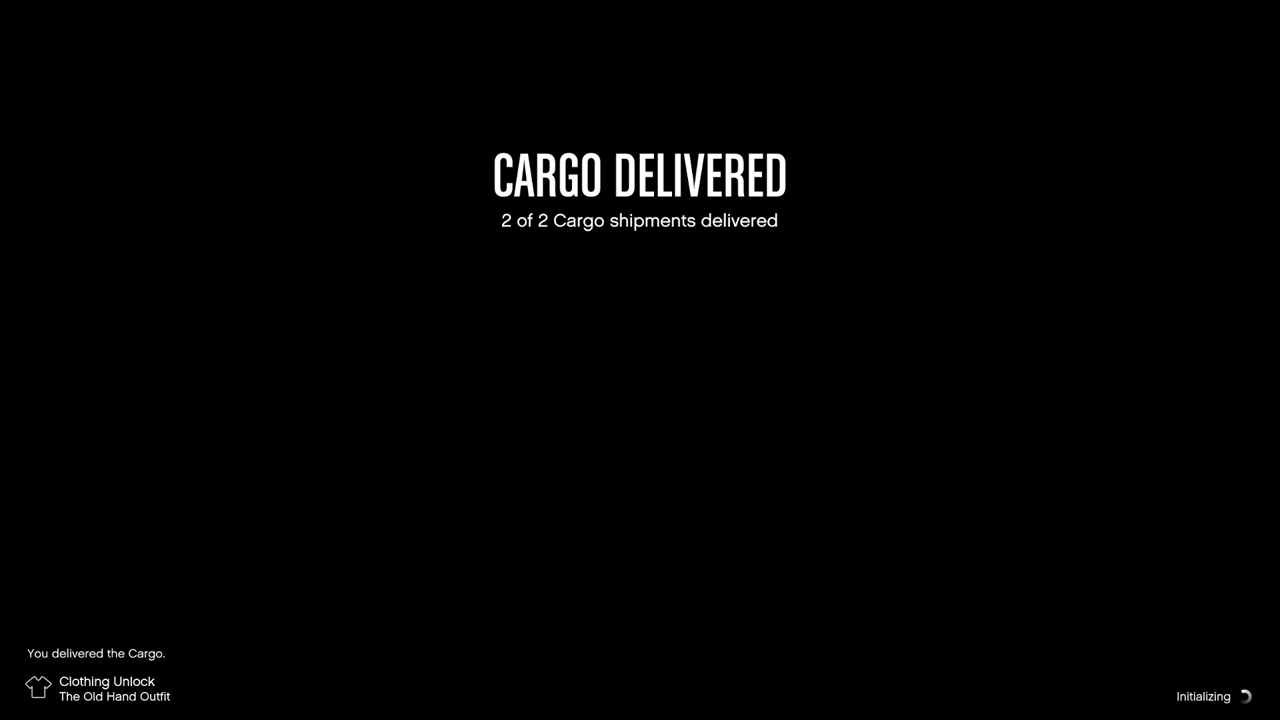 CARGO DELIVERED
2 of 2 Cargo shipments delivered
You delivered the Cargo.
Clothing Unlock
The Old Hand Outfit
Initializing